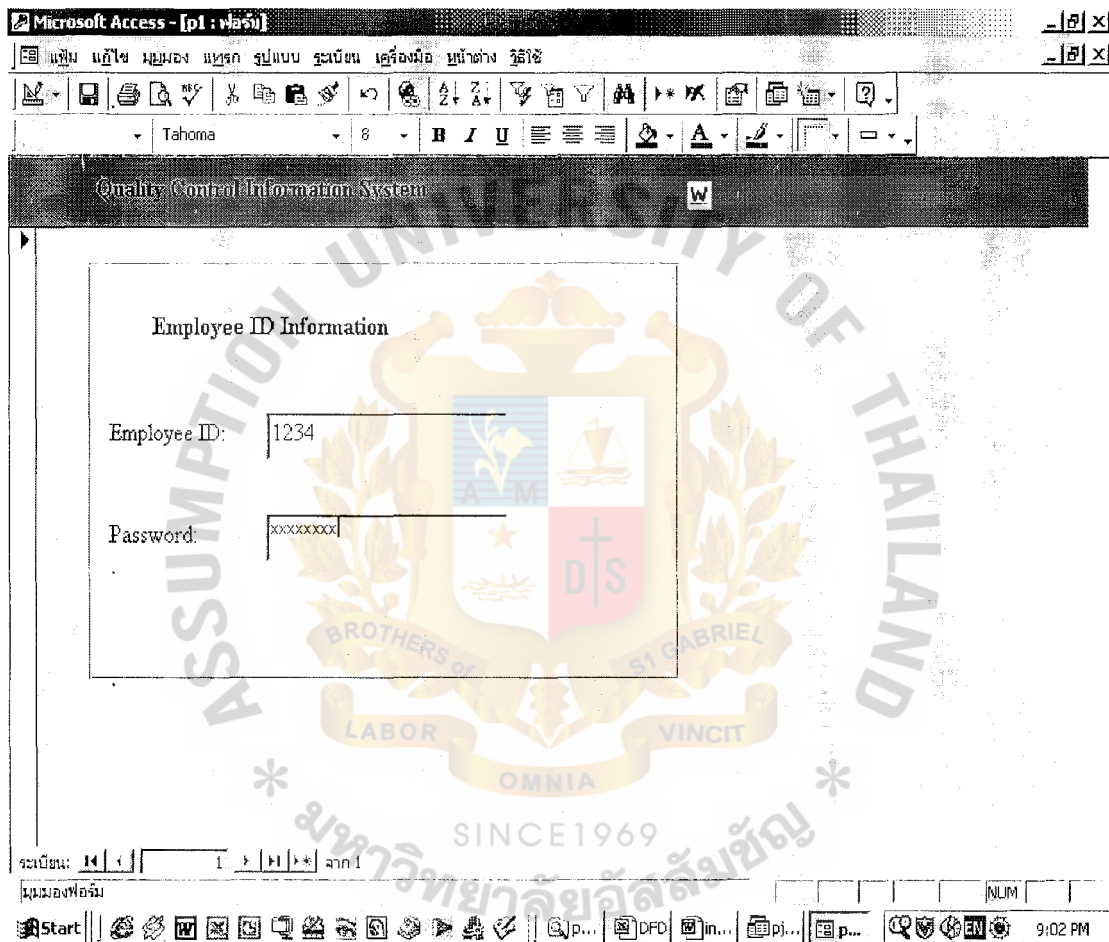 Microsoft Access - [p1 : ฟอร์ม]
แฟ้ม แก้ไข มุมมอง แทรก รูปแบบ ระเบียน เครื่องมือ หน้าต่าง วิธีใช้
Tahoma 8 B I U A
Quality Control Information System W
Employee ID Information
Employee ID: 1234
Password: xxxxxxxx
ASSUMPTION UNIVERSITY OF THAILAND
A M
D S
BROTHERS of ST GABRIEL
LABOR VINCIT
OMNIA
SINCE 1969
ระเบียน: 1 จาก 1
มุมมองฟอร์ม NUM
Start p... DFD in... pj... p... EN 9:02 PM